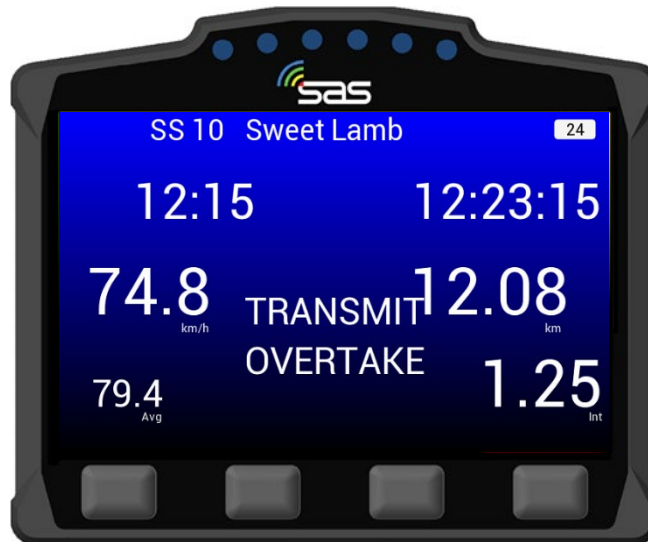 sas
SS 10 Sweet Lamb 24
12:15 12:23:15
74.8 km/h 12.08 km
TRANSMIT
OVERTAKE
79.4 Avg 1.25 Int